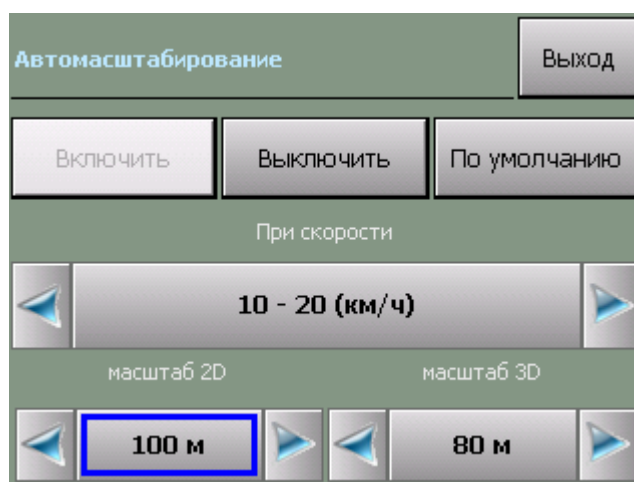 Автомасштабирование
Выход
Включить Выключить По умолчанию
При скорости
10 - 20 (км/ч)
масштаб 2D масштаб 3D
100 м 80 м